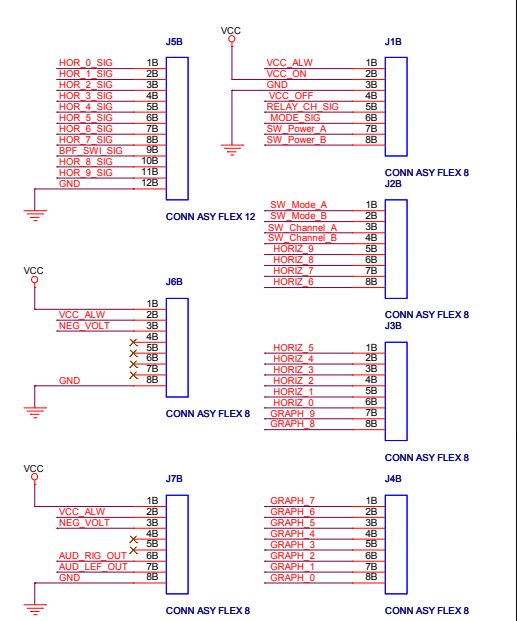 J5B
HOR_0_SIG 1B
HOR_1_SIG 2B
HOR_2_SIG 3B
HOR_3_SIG 4B
HOR_4_SIG 5B
HOR_5_SIG 6B
HOR_6_SIG 7B
HOR_7_SIG 8B
BPF_SWI_SIG 9B
HOR_8_SIG 10B
HOR_9_SIG 11B
GND 12B
CONN ASY FLEX 12
VCC
J1B
VCC_ALW 1B
VCC_ON 2B
GND 3B
VCC_OFF 4B
RELAY_CH_SIG 5B
MODE_SIG 6B
SW_Power_A 7B
SW_Power_B 8B
CONN ASY FLEX 8
J2B
SW_Mode_A 1B
SW_Mode_B 2B
SW_Channel_A 3B
SW_Channel_B 4B
HORIZ_9 5B
HORIZ_8 6B
HORIZ_7 7B
HORIZ_6 8B
CONN ASY FLEX 8
VCC
J6B
1B
VCC_ALW 2B
NEG_VOLT 3B
4B
5B
6B
7B
GND 8B
CONN ASY FLEX 8
J3B
HORIZ_5 1B
HORIZ_4 2B
HORIZ_3 3B
HORIZ_2 4B
HORIZ_1 5B
HORIZ_0 6B
GRAPH_9 7B
GRAPH_8 8B
CONN ASY FLEX 8
VCC
J7B
1B
VCC_ALW 2B
NEG_VOLT 3B
4B
5B
AUD_RIG_OUT 6B
AUD_LEF_OUT 7B
GND 8B
CONN ASY FLEX 8
J4B
GRAPH_7 1B
GRAPH_6 2B
GRAPH_5 3B
GRAPH_4 4B
GRAPH_3 5B
GRAPH_2 6B
GRAPH_1 7B
GRAPH_0 8B
CONN ASY FLEX 8